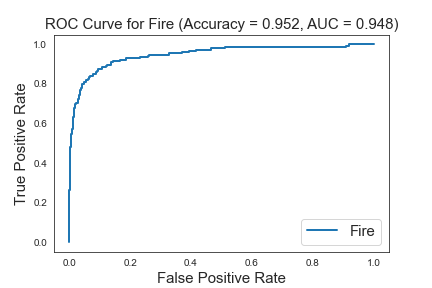 ROC Curve for Fire (Accuracy = 0.952, AUC = 0.948)
1.0
0.8
0.6
0.4
0.2
0.0
True Positive Rate
Fire
0.0 0.2 0.4 0.6 0.8 1.0
False Positive Rate